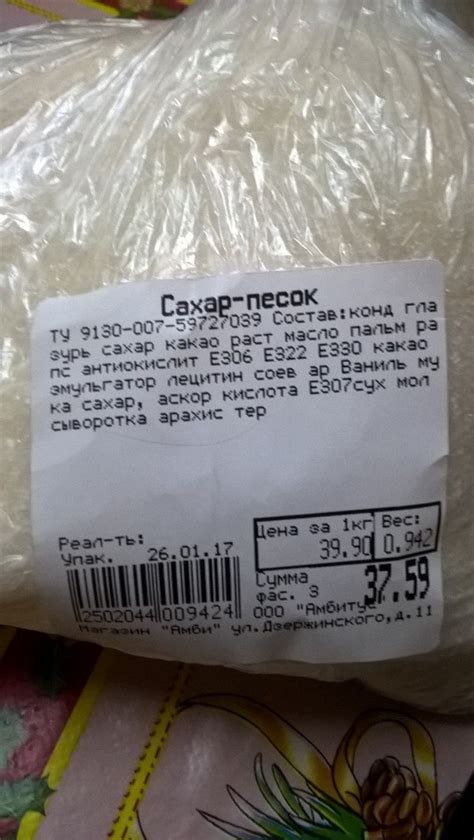 Сахар-песок
ТУ 9130-007-59727039 Состав:конд гла
зурь сахар какао раст масло пальм ра
пс антиокислит Е306 Е322 Е330 какао
эмульгатор лецитин соев ар Ваниль му
ка сахар, аскор кислота Е307сух мол
сыворотка арахис тер
Цена за 1кг Вес:
39.90 0.942
Реал-ть:
Упак. 26.01.17
Сумма
фас. 3 37.59
2502044 009424
ООО "Амбитус
Магазин "Амби" ул.Дзержинского,д.11